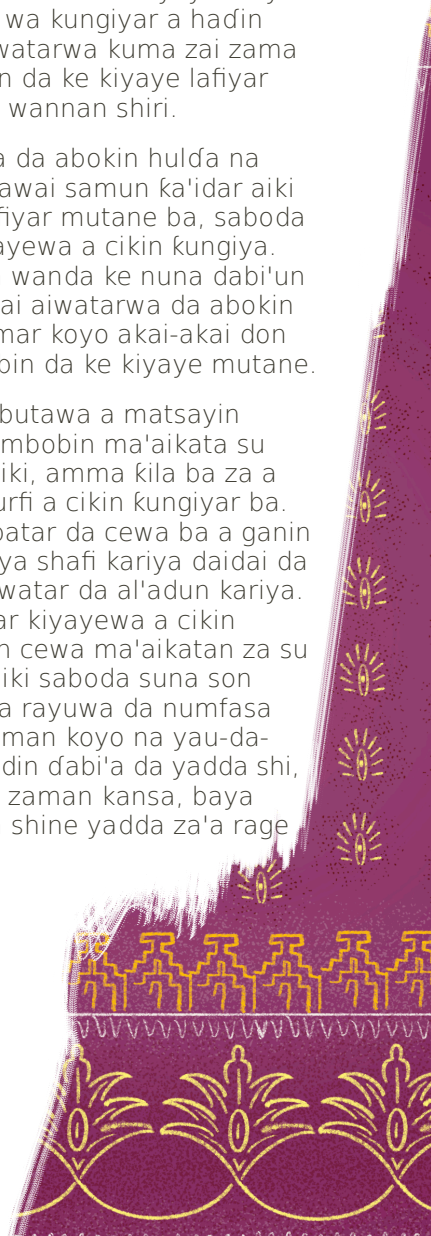 wa kungiyar a haɗin
watarwa kuma zai zama
n da ke kiyaye lafiyar
wannan shiri.
a da abokin hulɗa na
awai samun ƙa'idar aiki
fiyar mutane ba, saboda
ayewa a cikin ƙungiya.
wanda ke nuna dabi'un
ai aiwatarwa da abokin
mar koyo akai-akai don
bin da ke kiyaye mutane.
butawa a matsayin
mbobin ma'aikata su
iki, amma ƙila ba za a
urfi a cikin ƙungiyar ba.
batar da cewa ba a ganin
ya shafi kariya daidai da
watar da al'adun kariya.
ar kiyayewa a cikin
n cewa ma'aikatan za su
iki saboda suna son
a rayuwa da numfasa
man koyo na yau-da-
din ɗabi'a da yadda shi,
zaman kansa, baya
shine yadda za'a rage